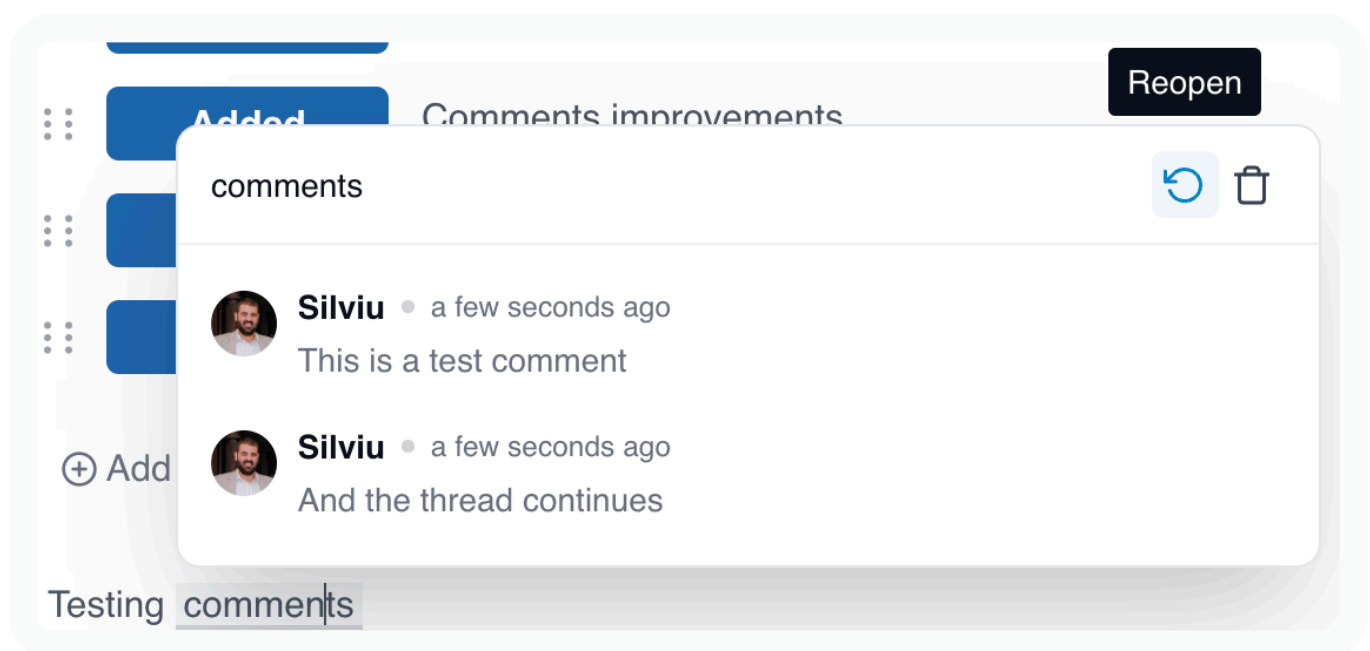 Reopen
Added Comments improvements
comments
Silviu a few seconds ago
This is a test comment
Silviu a few seconds ago
And the thread continues
Add
Testing comments